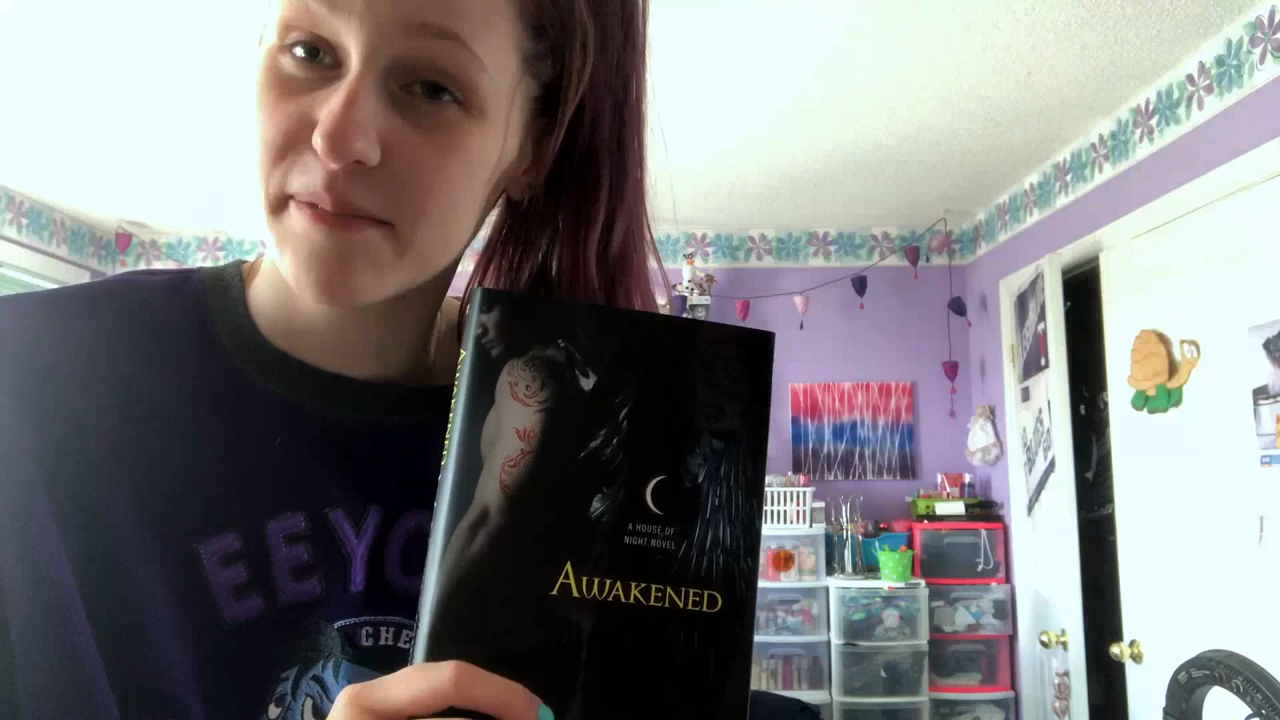 EEYO
CHE
A HOUSE OF
NIGHT NOVEL
AWAKENED